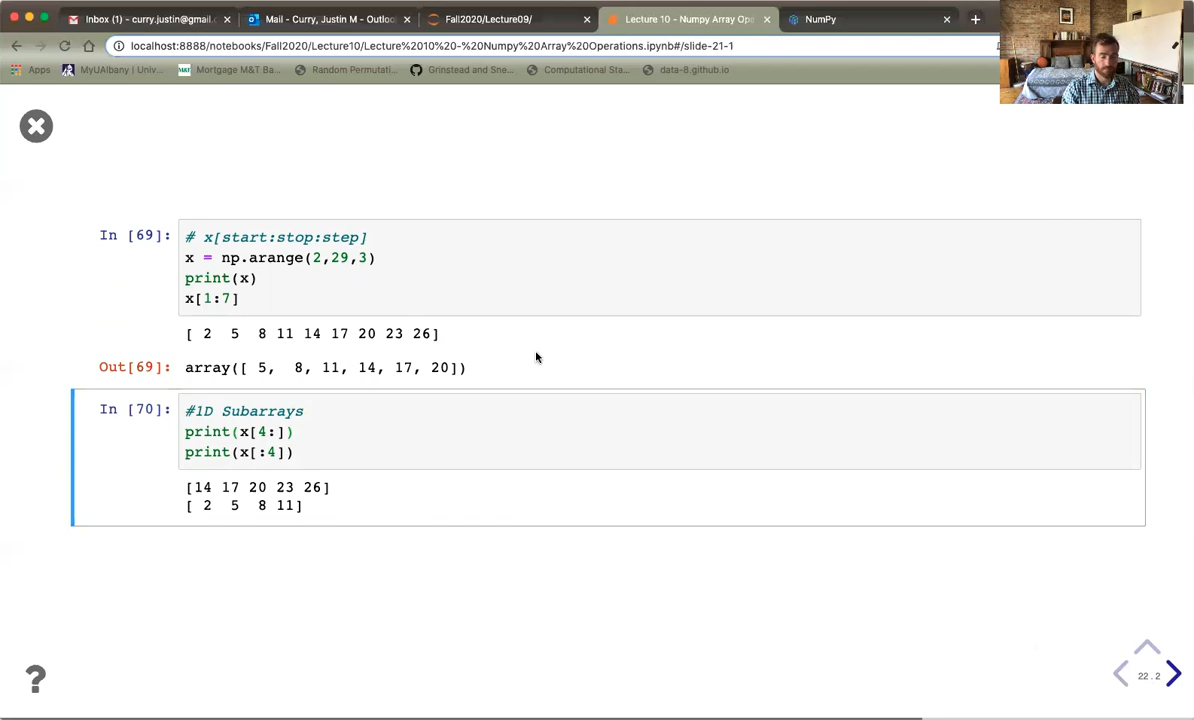 Inbox (1) - curry.justin@gmail.
Mail - Curry, Justin M - Outloo
Fall2020/Lecture09/
Lecture 10 - Numpy Array Ope
NumPy
localhost:8888/notebooks/Fall2020/Lecture10/Lecture%2010%20-%20Numpy%20Array%20Operations.ipynb#/slide-21-1
Apps
MyUAlbany | Univ...
Mortgage M&T Ba...
Random Permutati...
Grinstead and Sne...
Computational Sta...
data-8.github.io
In [69]:
# x[start:stop:step]
x = np.arange(2,29,3)
print(x)
x[1:7]
[ 2 5 8 11 14 17 20 23 26]
Out[69]: array([ 5, 8, 11, 14, 17, 20])
In [70]:
#1D Subarrays
print(x[4:])
print(x[:4])
[14 17 20 23 26]
[ 2 5 8 11]
?
22.2